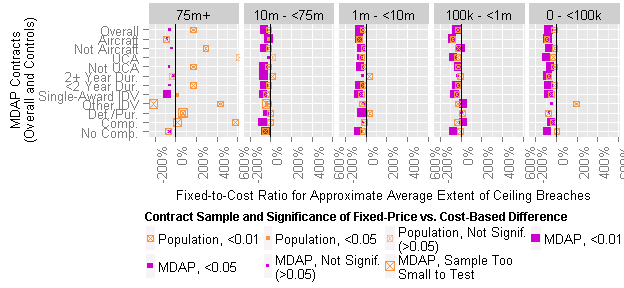 75m+ 10m - <75m 1m - <10m 100k - <1m 0 - <100k
MDAP Contracts
(Overall and Controls)
Overall
Aircraft
Not Aircraft
UCA
Not UCA
2+ Year Dur.
<2 Year Dur.
Single-Award IDV
Other IDV
Def./Pur.
Comp.
No Comp.
-200% 0% 200% 400% 600% -200% 0% 200% 400% 600% -200% 0% 200% 400% 600% -200% 0% 200% 400% 600% -200% 0% 200% 400% 600%
Fixed-to-Cost Ratio for Approximate Average Extent of Ceiling Breaches
Contract Sample and Significance of Fixed-Price vs. Cost-Based Difference
Population, <0.01 Population, <0.05 Population, Not Signif. (>0.05) MDAP, <0.01
MDAP, <0.05 MDAP, Not Signif. (>0.05) MDAP, Sample Too Small to Test